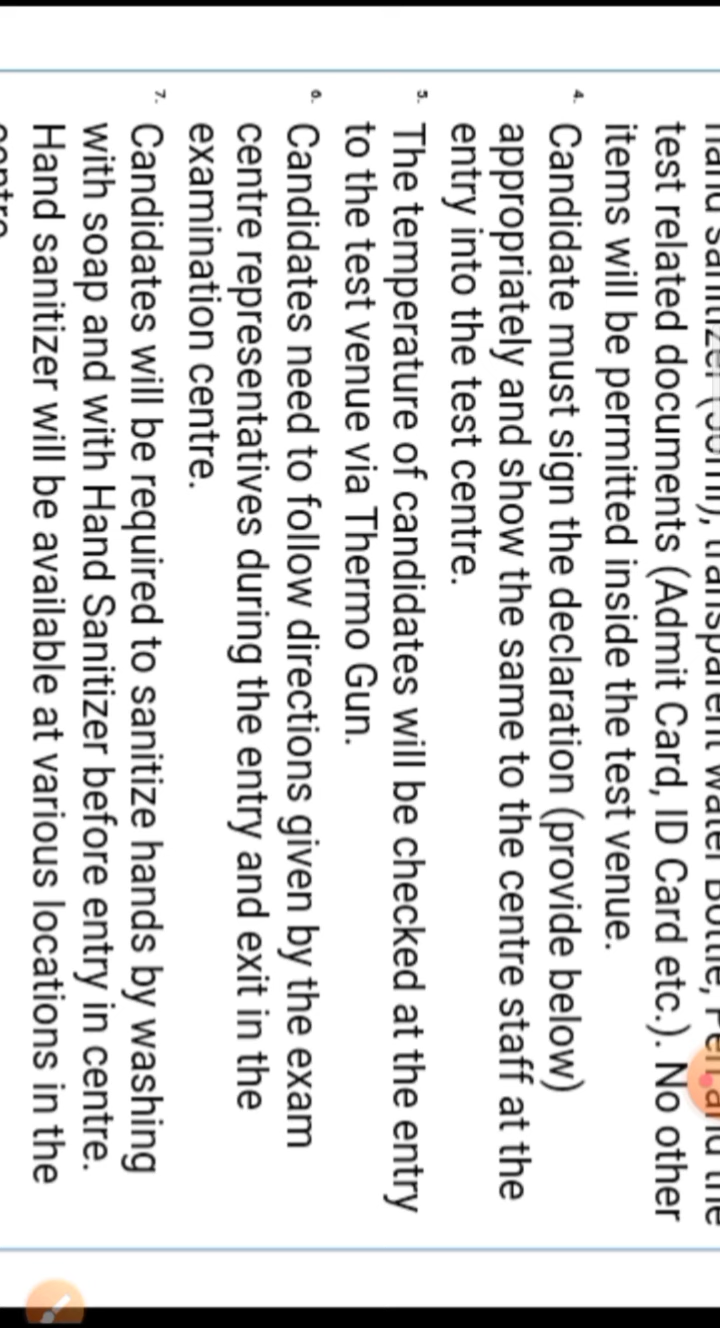 test related documents (Admit Card, ID Card etc.). No other
items will be permitted inside the test venue.
4. Candidate must sign the declaration (provide below)
appropriately and show the same to the centre staff at the
entry into the test centre.
5. The temperature of candidates will be checked at the entry
to the test venue via Thermo Gun.
6. Candidates need to follow directions given by the exam
centre representatives during the entry and exit in the
examination centre.
7. Candidates will be required to sanitize hands by washing
with soap and with Hand Sanitizer before entry in centre.
Hand sanitizer will be available at various locations in the